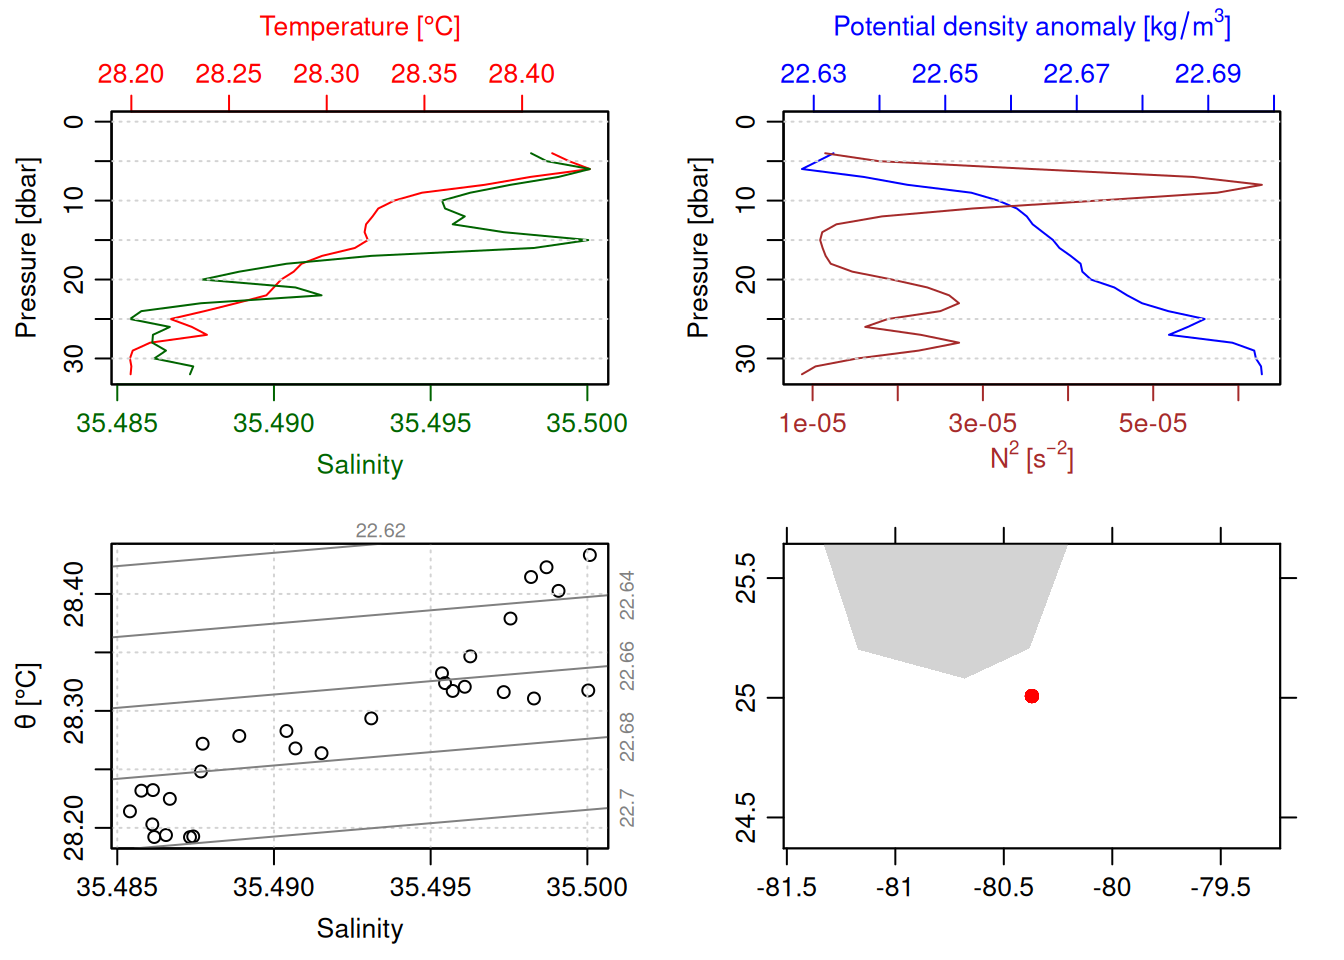 Temperature [°C]
28.20 28.25 28.30 28.35 28.40
Pressure [dbar]
0
10
20
30
35.485 35.490 35.495 35.500
Salinity
Potential density anomaly [kg/m³]
22.63 22.65 22.67 22.69
Pressure [dbar]
0
10
20
30
1e-05 3e-05 5e-05
N² [s⁻²]
22.62
θ [°C]
28.40
28.30
28.20
22.64
22.66
22.68
22.7
35.485 35.490 35.495 35.500
Salinity
25.5
25
24.5
-81.5 -81 -80.5 -80 -79.5